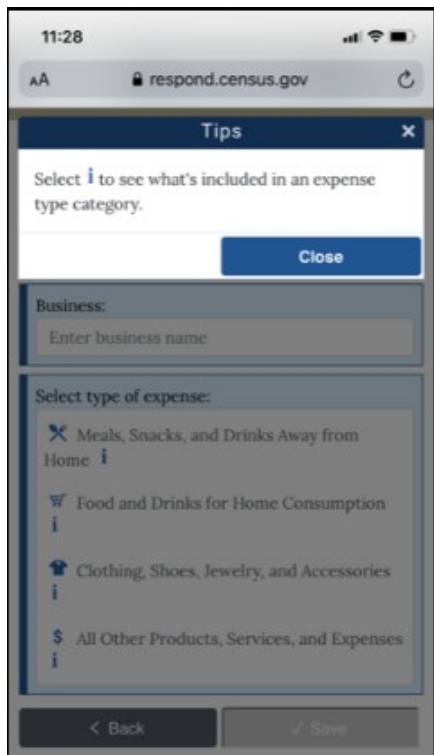 11:28
AA respond.census.gov
Tips ×
Select i to see what's included in an expense
type category.
Close
Business:
Enter business name
Select type of expense:
Meals, Snacks, and Drinks Away from
Home i
Food and Drinks for Home Consumption
i
Clothing, Shoes, Jewelry, and Accessories
i
$ All Other Products, Services, and Expenses
i
< Back ✓ Save